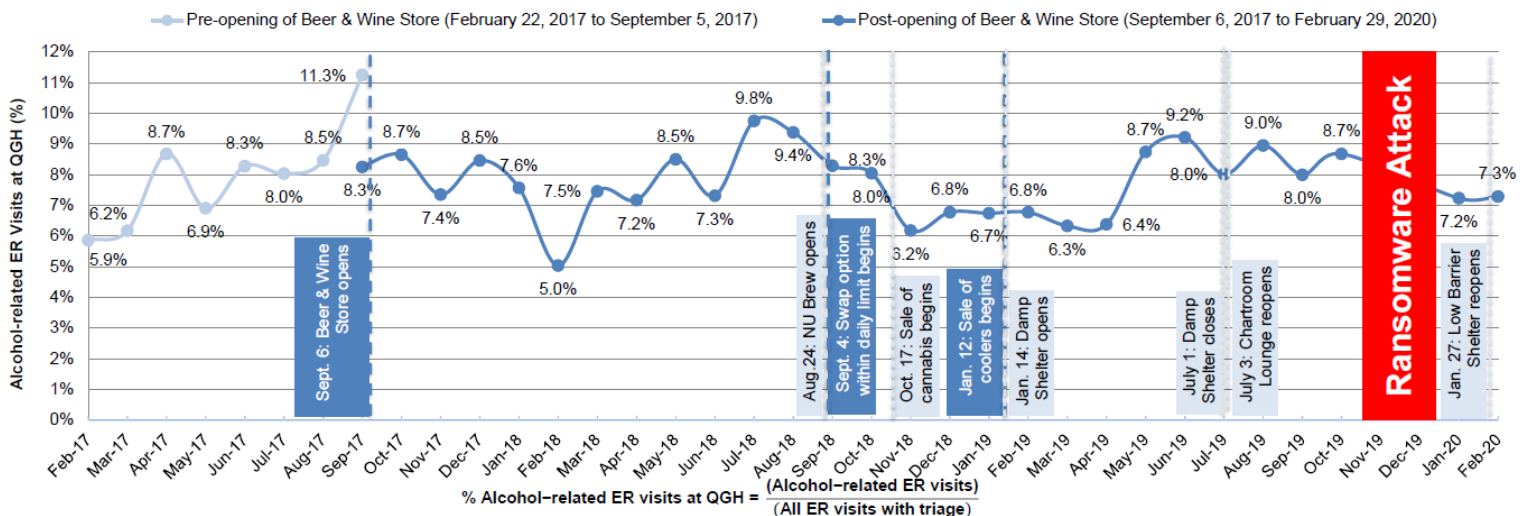 Pre-opening of Beer & Wine Store (February 22, 2017 to September 5, 2017)
Post-opening of Beer & Wine Store (September 6, 2017 to February 29, 2020)
Alcohol-related ER Visits at QGH (%)
12%
11%
10%
9%
8%
7%
6%
5%
4%
3%
2%
1%
0%
5.9%
6.2%
8.7%
6.9%
8.3%
8.0%
8.5%
11.3%
8.3%
8.7%
7.4%
8.5%
7.6%
5.0%
7.5%
7.2%
8.5%
7.3%
9.8%
9.4%
8.3%
8.0%
6.2%
6.8%
6.7%
6.8%
6.3%
6.4%
8.7%
9.2%
8.0%
9.0%
8.0%
8.7%
7.2%
7.3%
Sept. 6: Beer & Wine
Store opens
Aug.24: NU Brew opens
Sept. 4: Swap option
within daily limit begins
Oct. 17: Sale of
cannabis begins
Jan. 12: Sale of
coolers begins
Jan. 14: Damp
Shelter opens
July 1: Damp
Shelter closes
July 3: Chartroom
Lounge reopens
Ransomware Attack
Jan. 27: Low Barrier
Shelter reopens
Feb-17
Mar-17
Apr-17
May-17
Jun-17
Jul-17
Aug-17
Sep-17
Oct-17
Nov-17
Dec-17
Jan-18
Feb-18
Mar-18
Apr-18
May-18
Jun-18
Jul-18
Aug-18
Sep-18
Oct-18
Nov-18
Dec-18
Jan-19
Feb-19
Mar-19
Apr-19
May-19
Jun-19
Jul-19
Aug-19
Sep-19
Oct-19
Nov-19
Dec-19
Jan-20
Feb-20
% Alcohol-related ER visits at QGH = (Alcohol-related ER visits)
(All ER visits with triage)